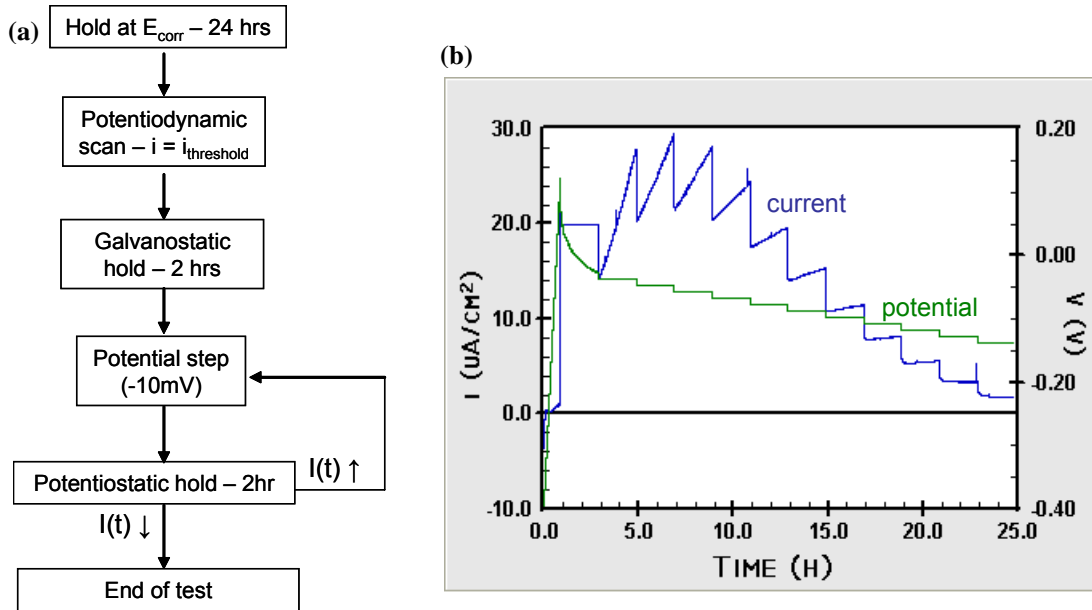 (a)
Hold at Ecorr – 24 hrs
Potentiodynamic
scan – i = ithreshold
Galvanostatic
hold – 2 hrs
Potential step
(-10mV)
Potentiostatic hold – 2hr
I(t) ↑
I(t) ↓
End of test
(b)
30.0
20.0
10.0
0.0
-10.0
I (uA/CM²)
0.20
0.00
-0.20
-0.40
V (V)
current
potential
0.0 5.0 10.0 15.0 20.0 25.0
TIME (H)